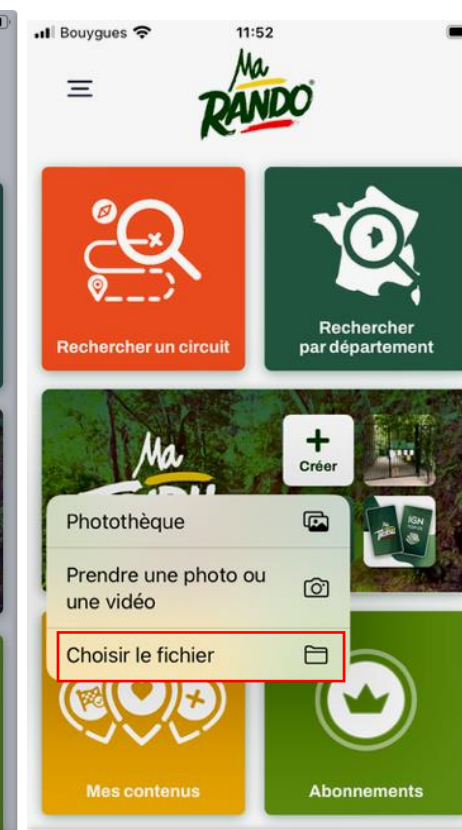 Bouygues 11:52
Ma
RANDO
Rechercher un circuit
Rechercher
par département
Ma
Créer
IGN
Photothèque
Prendre une photo ou
une vidéo
Choisir le fichier
Mes contenus
Abonnements